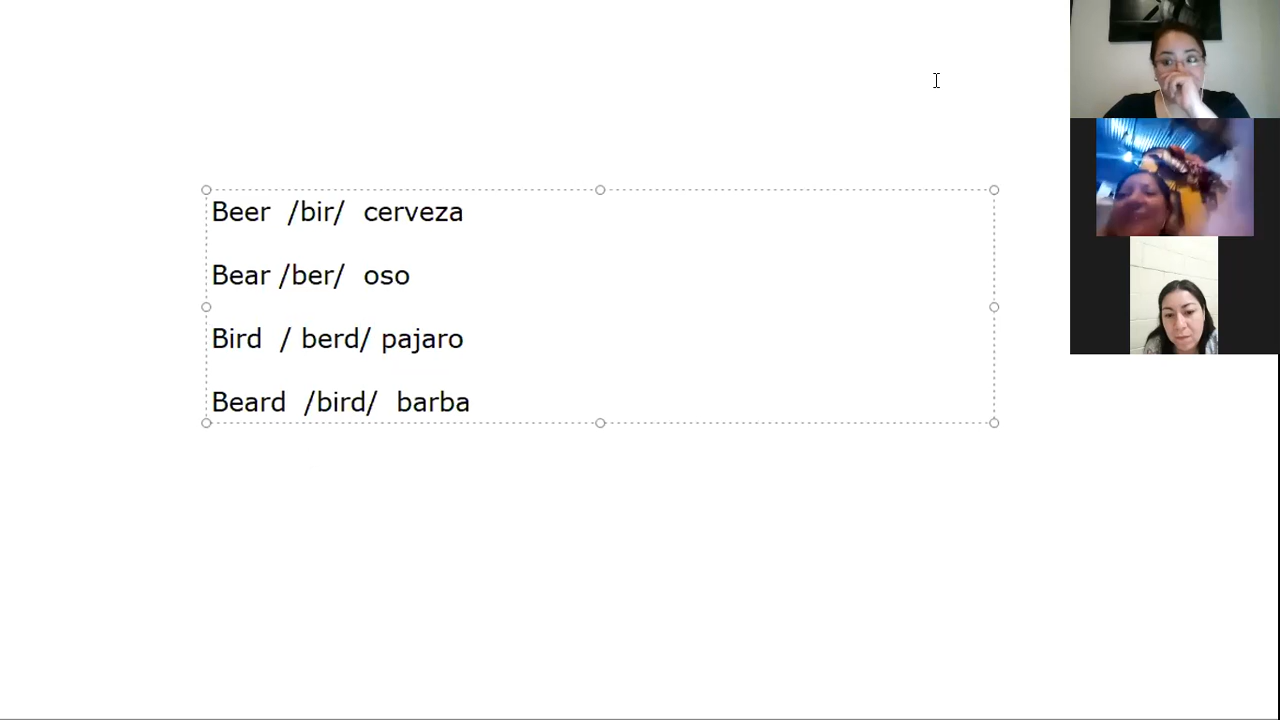 Beer /bir/ cerveza
Bear /ber/ oso
Bird / berd/ pajaro
Beard /bird/ barba